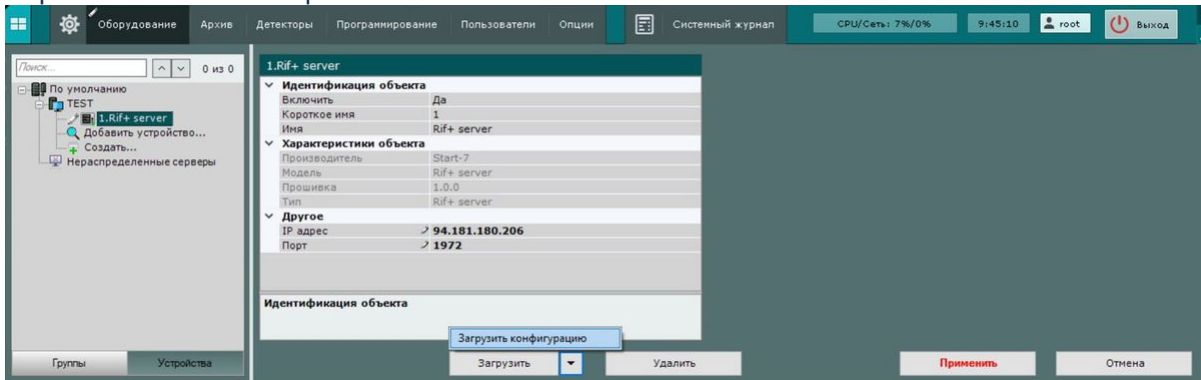 Оборудование Архив Детекторы Программирование Пользователи Опции Системный журнал CPU/Сеть: 7%/0% 9:45:10 root Выход
Поиск... 0 из 0
По умолчанию
TEST
1.Rif+ server
Добавить устройство...
Создать...
Нераспределенные серверы
Группы Устройства
1.Rif+ server
Идентификация объекта
Включить Да
Короткое имя 1
Имя Rif+ server
Характеристики объекта
Производитель Start-7
Модель Rif+ server
Прошивка 1.0.0
Тип Rif+ server
Другое
IP адрес 94.181.180.206
Порт 1972
Идентификация объекта
Загрузить конфигурацию
Загрузить Удалить Применить Отмена